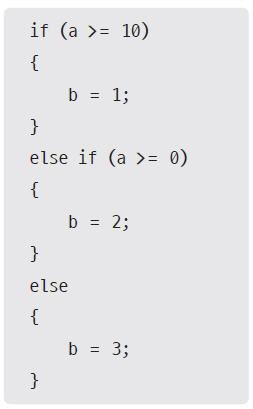 if (a >= 10)
{
    b = 1;
}
else if (a >= 0)
{
    b = 2;
}
else
{
    b = 3;
}